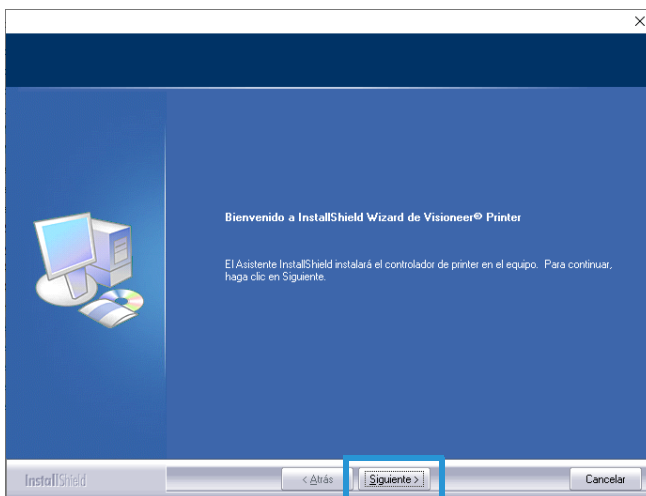 Bienvenido a InstallShield Wizard de Visioneer® Printer
El Asistente InstallShield instalará el controlador de printer en el equipo. Para continuar,
haga clic en Siguiente.
InstallShield
< Atrás
Siguiente >
Cancelar